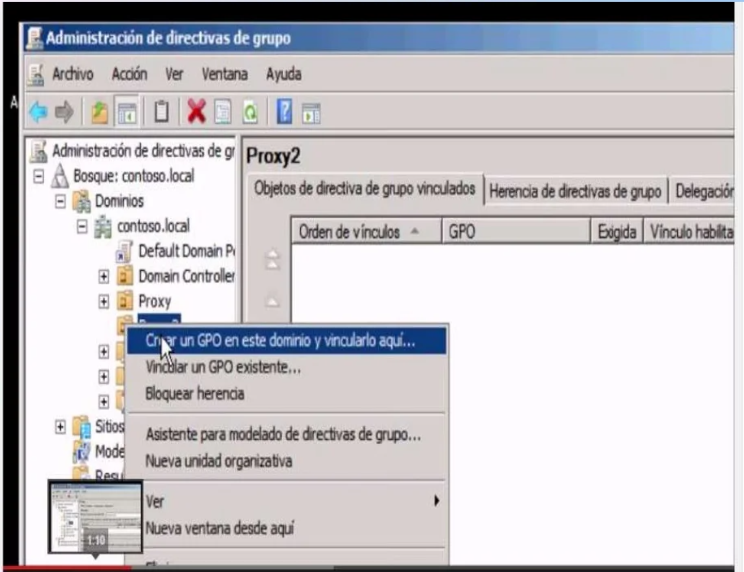 Administración de directivas de grupo
Archivo Acción Ver Ventana Ayuda
A
Administración de directivas de gr
Bosque: contoso.local
Dominios
contoso.local
Default Domain P
Domain Controller
Proxy
Sitios
Mode
Resu
Proxy2
Objetos de directiva de grupo vinculados Herencia de directivas de grupo Delegación
Orden de vínculos GPO Exigida Vínculo habilita
Crear un GPO en este dominio y vincularlo aquí...
Vincular un GPO existente...
Bloquear herencia
Asistente para modelado de directivas de grupo...
Nueva unidad organizativa
Ver
Nueva ventana desde aquí
1:10